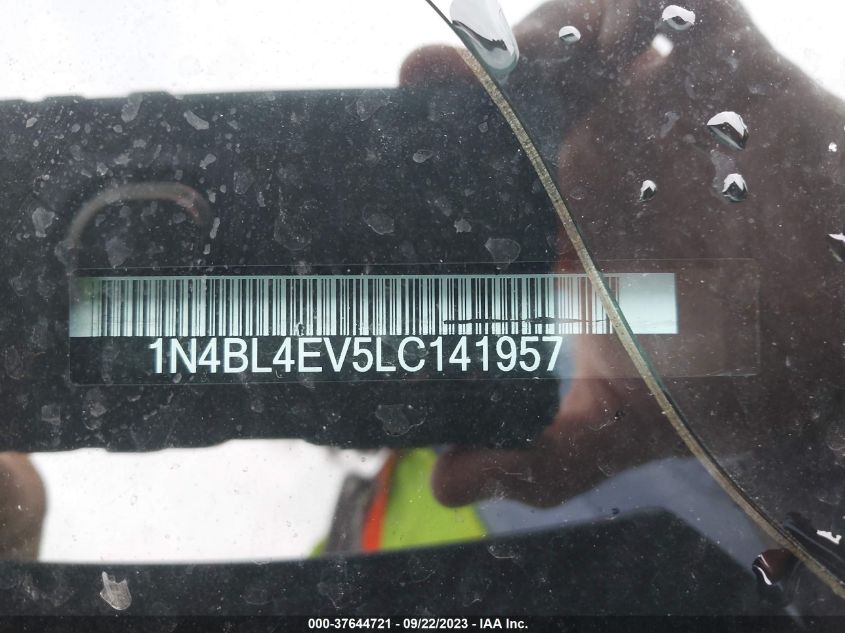 1N4BL4EV5LC141957
000-37644721 - 09/22/2023 - IAA Inc.